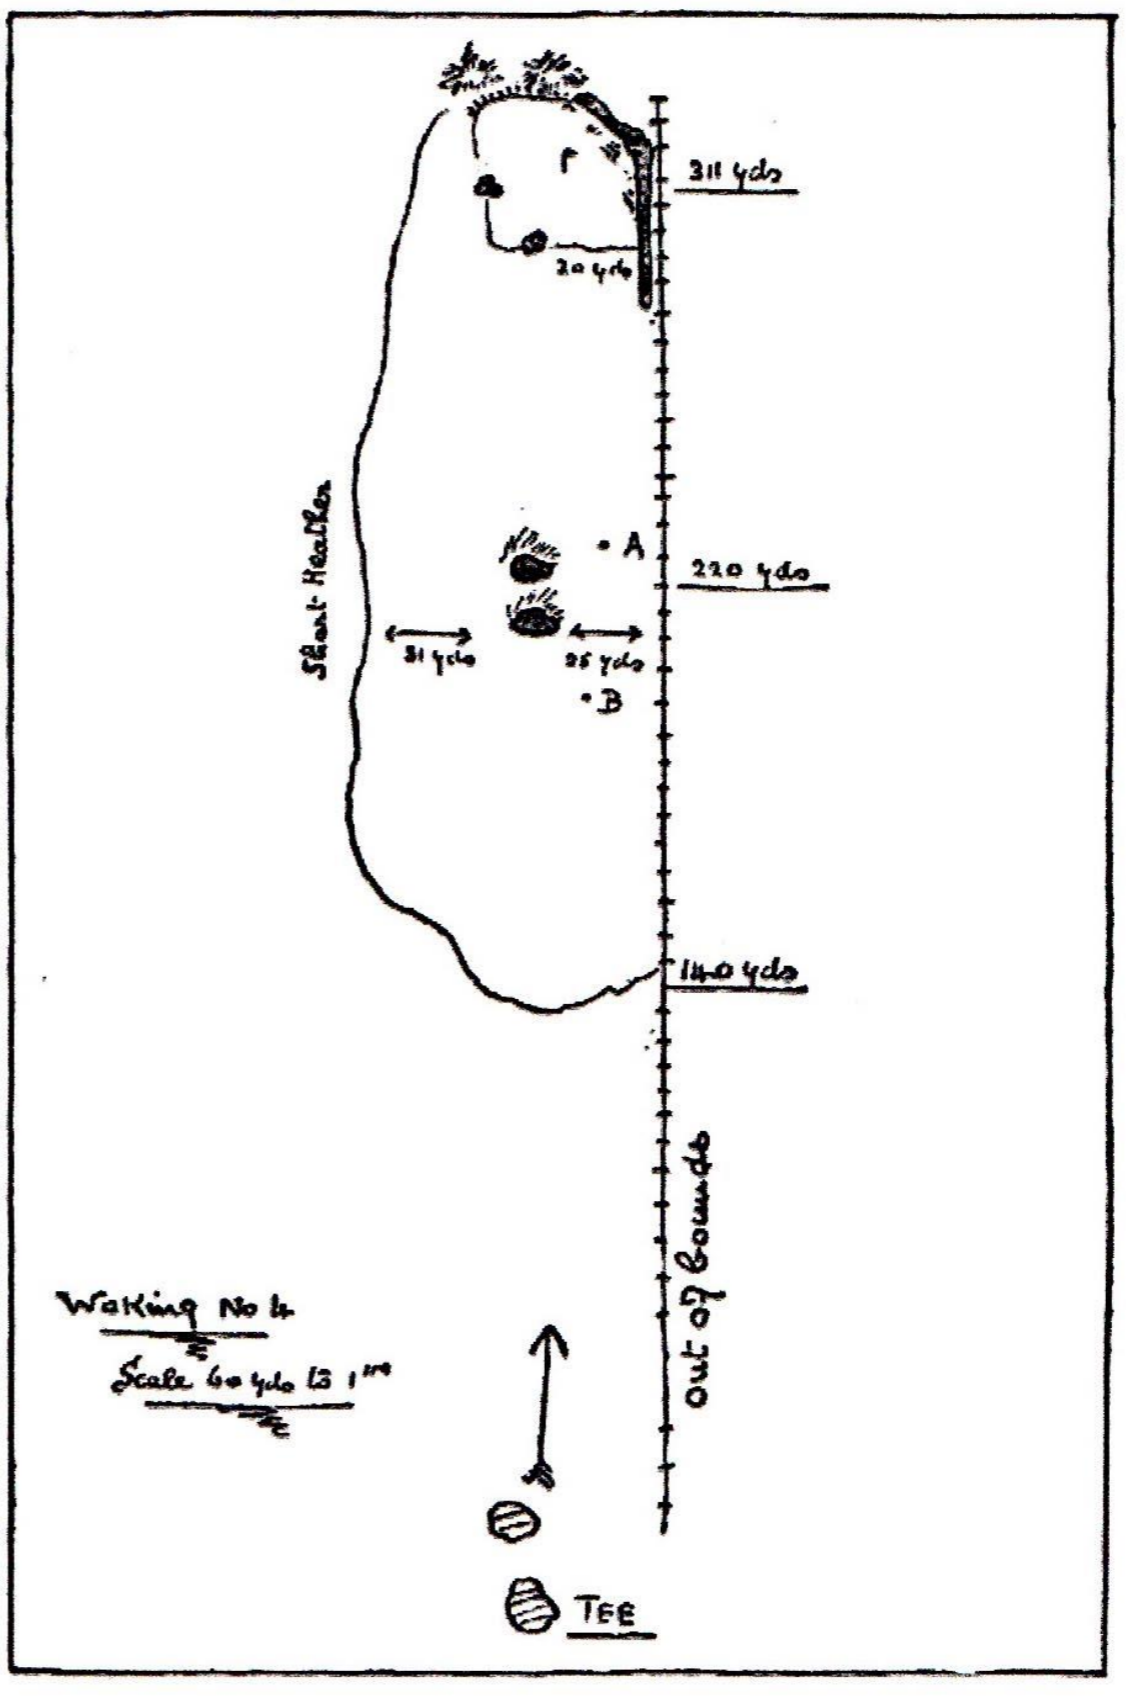 311 yds
20 yds
Short Heather
A
220 yds
31 yds
25 yds
B
140 yds
out of bounds
Woking No 4
Scale 60 yds to 1 in
TEE